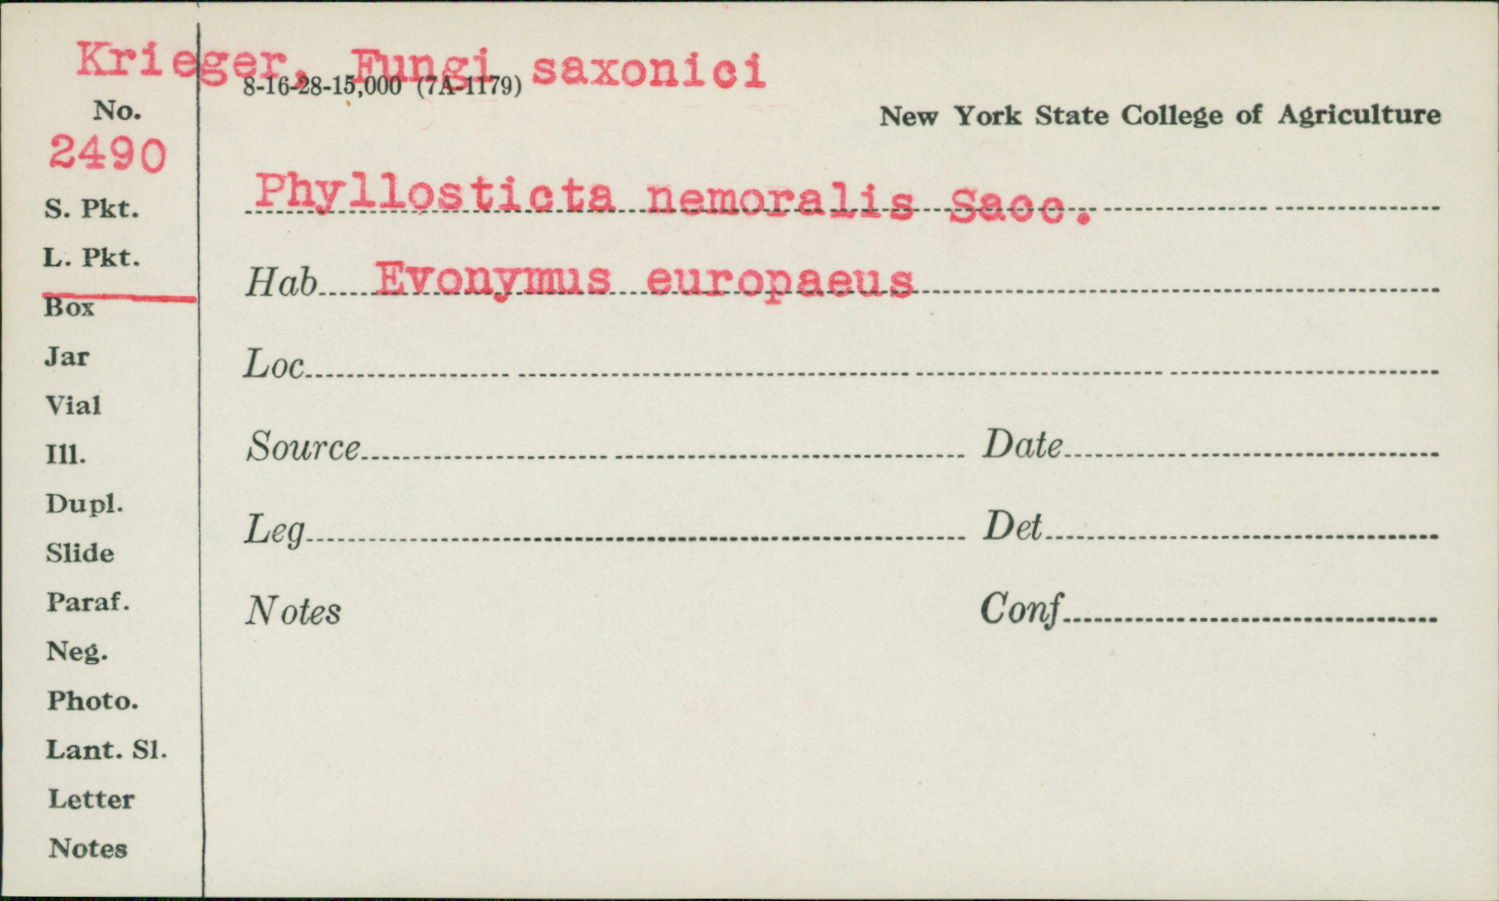 Krieger, Fungi saxonici
8-16-28-15,000 (7A-1179)
New York State College of Agriculture
No.
2490
S. Pkt.
L. Pkt.
Box
Jar
Vial
Ill.
Dupl.
Slide
Paraf.
Neg.
Photo.
Lant. Sl.
Letter
Notes
Phyllosticta nemoralis Sacc.
Hab. Evonymus europaeus
Loc.
Source Date
Leg. Det.
Notes Conf.